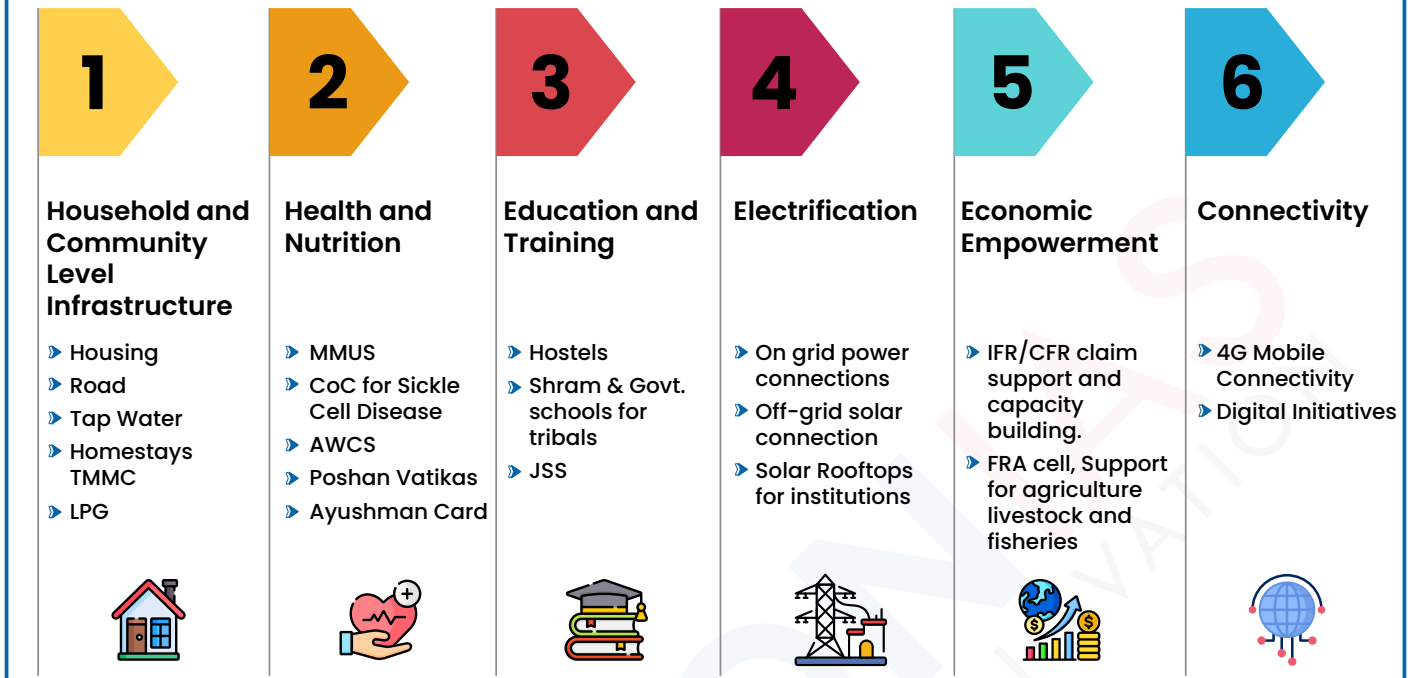 1
Household and
Community
Level
Infrastructure
Housing
Road
Tap Water
Homestays
TMMC
LPG
2
Health and
Nutrition
MMUS
CoC for Sickle
Cell Disease
AWCS
Poshan Vatikas
Ayushman Card
3
Education and
Training
Hostels
Shram & Govt.
schools for
tribals
JSS
4
Electrification
On grid power
connections
Off-grid solar
connection
Solar Rooftops
for institutions
5
Economic
Empowerment
IFR/CFR claim
support and
capacity
building.
FRA cell, Support
for agriculture
livestock and
fisheries
6
Connectivity
4G Mobile
Connectivity
Digital Initiatives